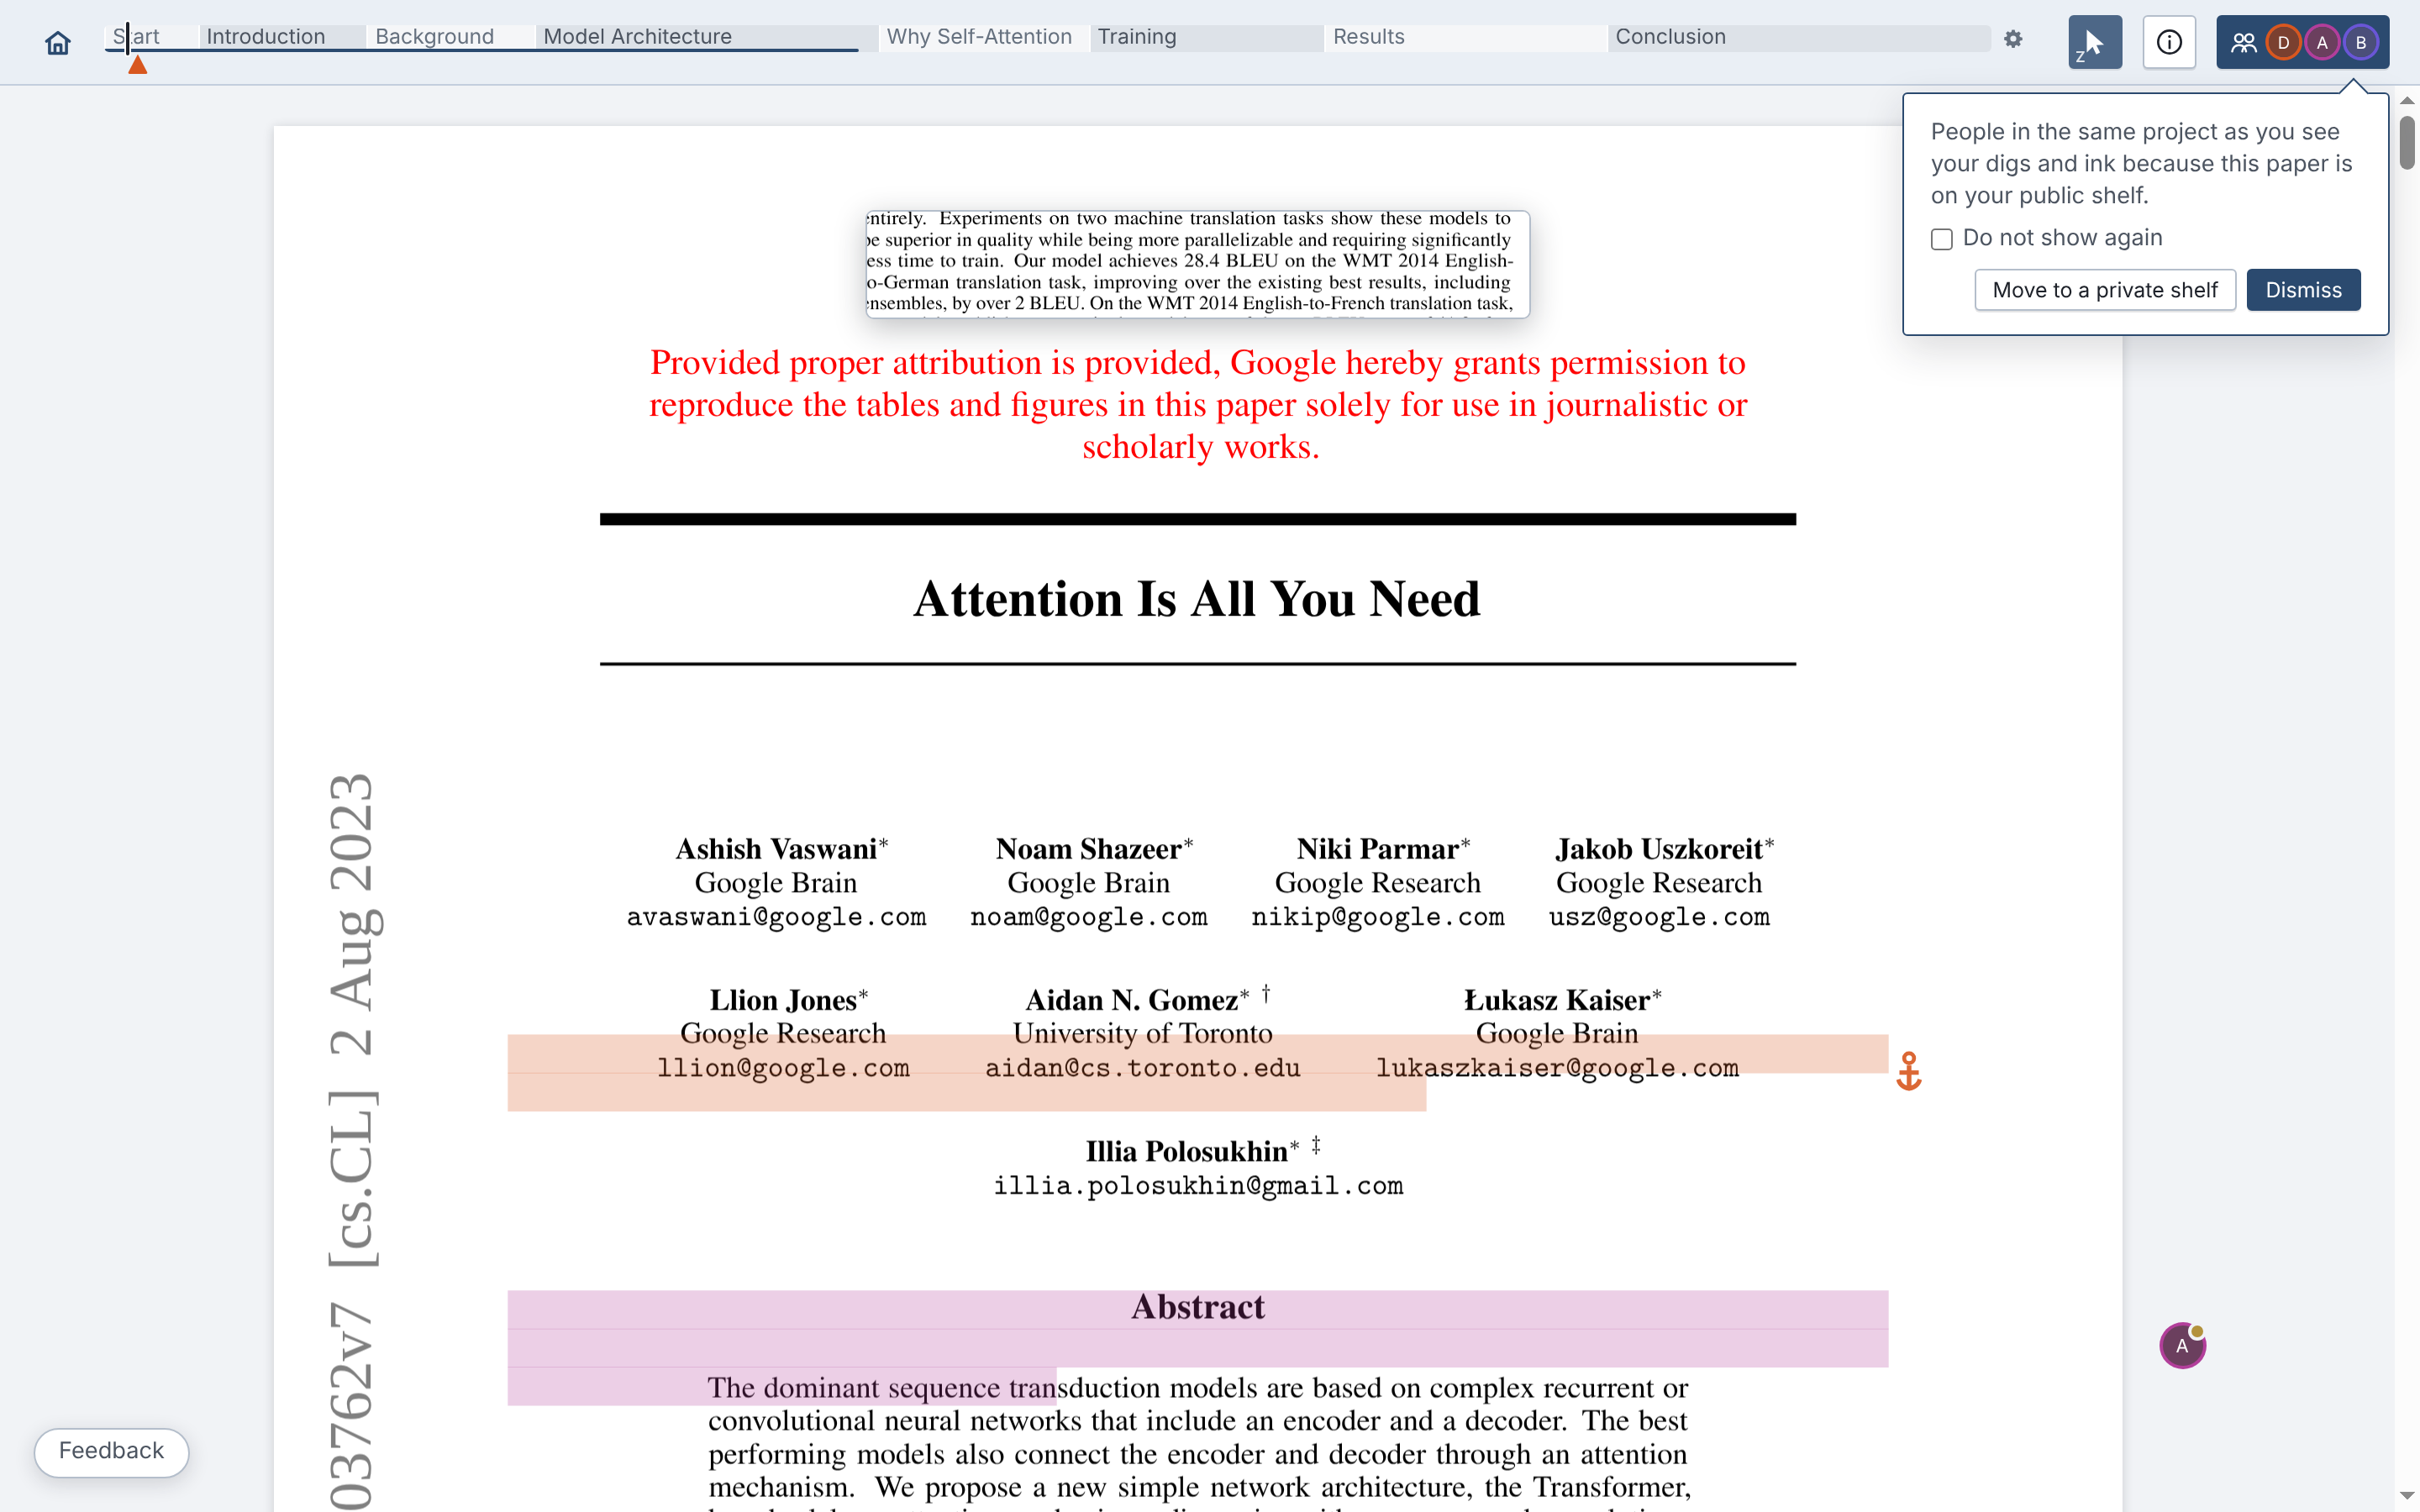 Start Introduction Background Model Architecture Why Self-Attention Training Results Conclusion
z
D A B
People in the same project as you see
your digs and ink because this paper is
on your public shelf.
Do not show again
Move to a private shelf Dismiss
ntirely. Experiments on two machine translation tasks show these models to
be superior in quality while being more parallelizable and requiring significantly
ess time to train. Our model achieves 28.4 BLEU on the WMT 2014 English-
o-German translation task, improving over the existing best results, including
ensembles, by over 2 BLEU. On the WMT 2014 English-to-French translation task,
Provided proper attribution is provided, Google hereby grants permission to
reproduce the tables and figures in this paper solely for use in journalistic or
scholarly works.
Attention Is All You Need
Ashish Vaswani* Noam Shazeer* Niki Parmar* Jakob Uszkoreit*
Google Brain Google Brain Google Research Google Research
avaswani@google.com noam@google.com nikip@google.com usz@google.com
Llion Jones* Aidan N. Gomez* † Łukasz Kaiser*
Google Research University of Toronto Google Brain
llion@google.com aidan@cs.toronto.edu lukaszkaiser@google.com
Illia Polosukhin* ‡
illia.polosukhin@gmail.com
03762v7 [cs.CL] 2 Aug 2023
Abstract
A
The dominant sequence transduction models are based on complex recurrent or
convolutional neural networks that include an encoder and a decoder. The best
performing models also connect the encoder and decoder through an attention
mechanism. We propose a new simple network architecture, the Transformer,
Feedback